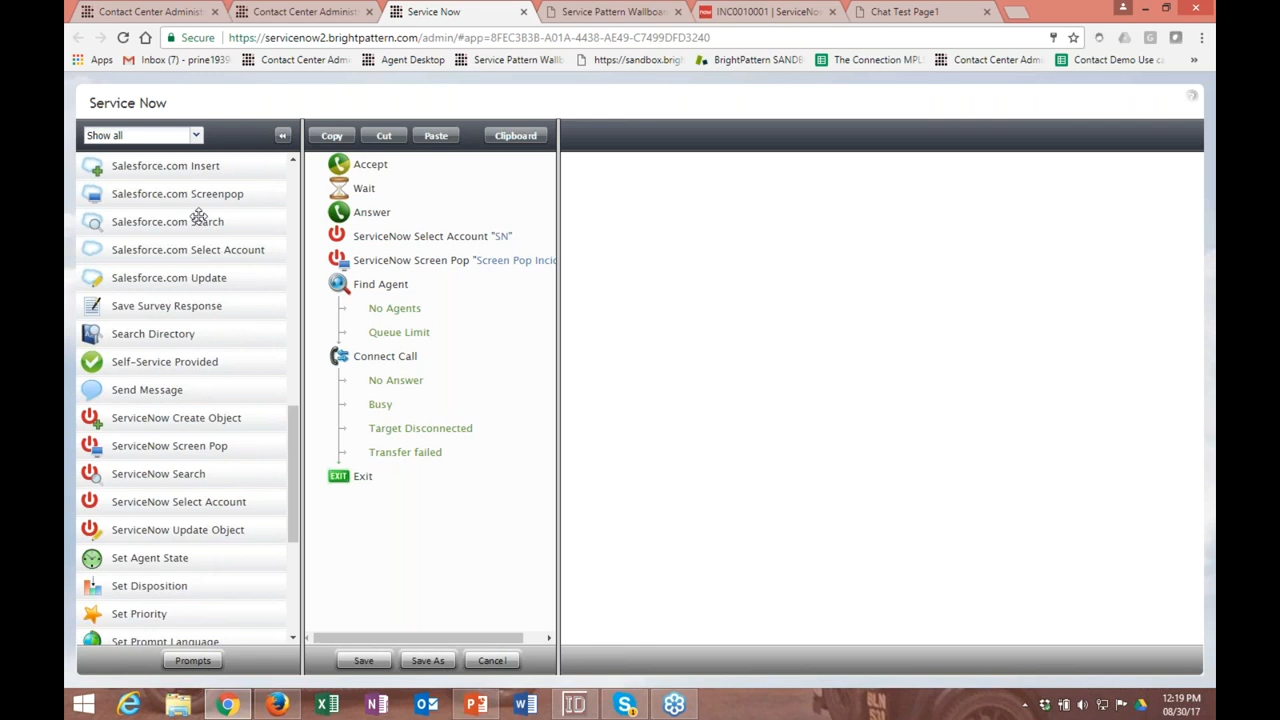 Contact Center Administ
Contact Center Administ
Service Now
Service Pattern Wallboa
INC0010001 | ServiceNov
Chat Test Page1
Secure
https://servicenow2.brightpattern.com/admin/#app=8FEC3B3B-A01A-4438-AE49-C7499DFD3240
Apps
Inbox (7) - prine1939
Contact Center Admi
Agent Desktop
Service Pattern Wallb
https://sandbox.brigh
BrightPattern SANDB
The Connection MPL
Contact Center Admi
Contact Demo Use ca
Service Now
Show all
Copy
Cut
Paste
Clipboard
Salesforce.com Insert
Salesforce.com Screenpop
Salesforce.com Search
Salesforce.com Select Account
Salesforce.com Update
Save Survey Response
Search Directory
Self-Service Provided
Send Message
ServiceNow Create Object
ServiceNow Screen Pop
ServiceNow Search
ServiceNow Select Account
ServiceNow Update Object
Set Agent State
Set Disposition
Set Priority
Set Prompt Language
Accept
Wait
Answer
ServiceNow Select Account "SN"
ServiceNow Screen Pop "Screen Pop Incid
Find Agent
No Agents
Queue Limit
Connect Call
No Answer
Busy
Target Disconnected
Transfer failed
EXIT Exit
Prompts
Save
Save As
Cancel
12:19 PM
08/30/17